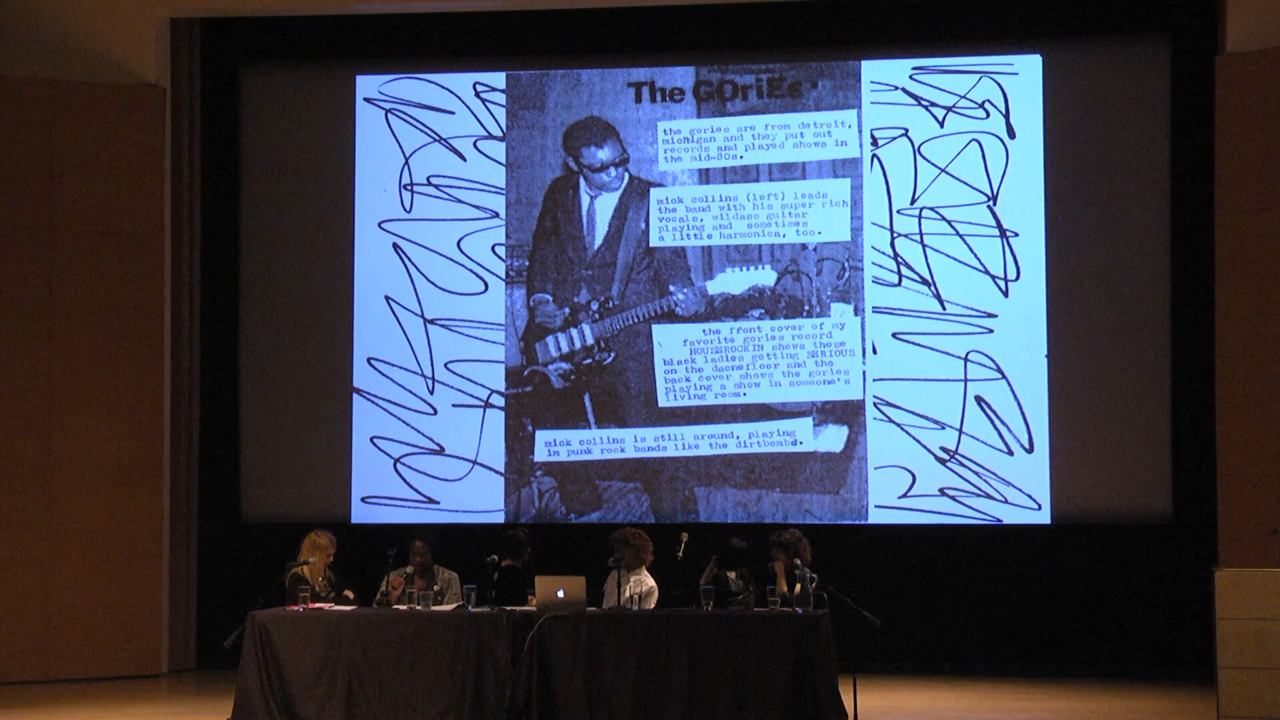 The GOriEs
the gories are from detroit,
michigan and they put out
records and played shows in
the mid-80s.
mick collins (left) leads
the band with his super rich
vocals, wildass guitar
playing and sometimes
a little harmonica, too.
the ffont cover of my
favorite gories record
HOUSEROCKIN shows these
black ladies getting SERIOUS
on the dacnefloor and the
back cover shows the gories
playing a show in someone's
living room.
mick collins is still around, playing
in punk rock bands like the dirtbombs.